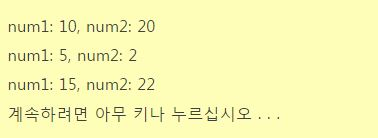 num1: 10, num2: 20
num1: 5, num2: 2
num1: 15, num2: 22
계속하려면 아무 키나 누르십시오 . . .